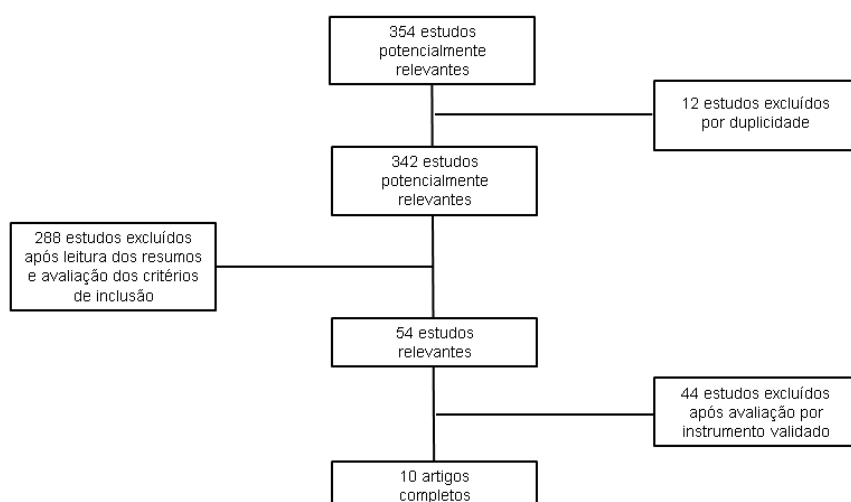 354 estudos
potencialmente
relevantes
12 estudos excluídos
por duplicidade
342 estudos
potencialmente
relevantes
288 estudos excluídos
após leitura dos resumos
e avaliação dos critérios
de inclusão
54 estudos
relevantes
44 estudos excluídos
após avaliação por
instrumento validado
10 artigos
completos